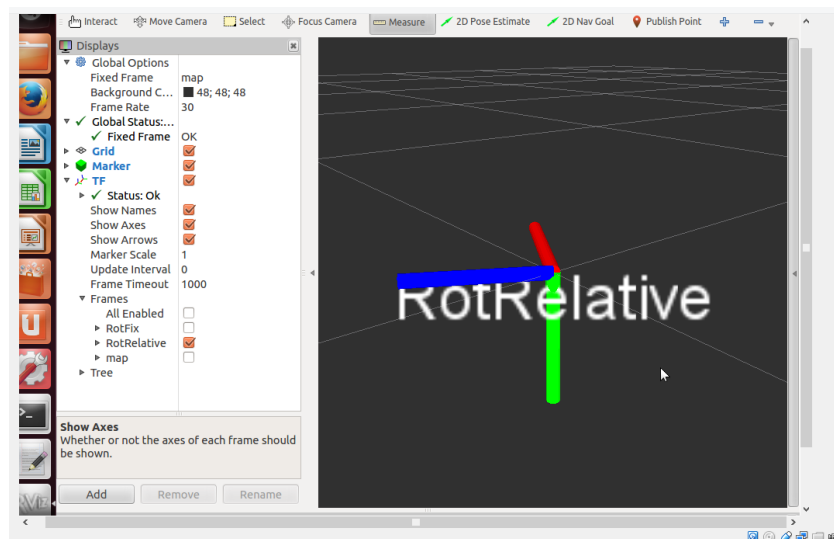 Interact Move Camera Select Focus Camera Measure 2D Pose Estimate 2D Nav Goal Publish Point
Displays
Global Options
Fixed Frame map
Background C... 48; 48; 48
Frame Rate 30
Global Status:...
Fixed Frame OK
Grid
Marker
TF
Status: Ok
Show Names
Show Axes
Show Arrows
Marker Scale 1
Update Interval 0
Frame Timeout 1000
Frames
All Enabled
RotFix
RotRelative
map
Tree
RotRelative
Show Axes
Whether or not the axes of each frame should
be shown.
Add Remove Rename